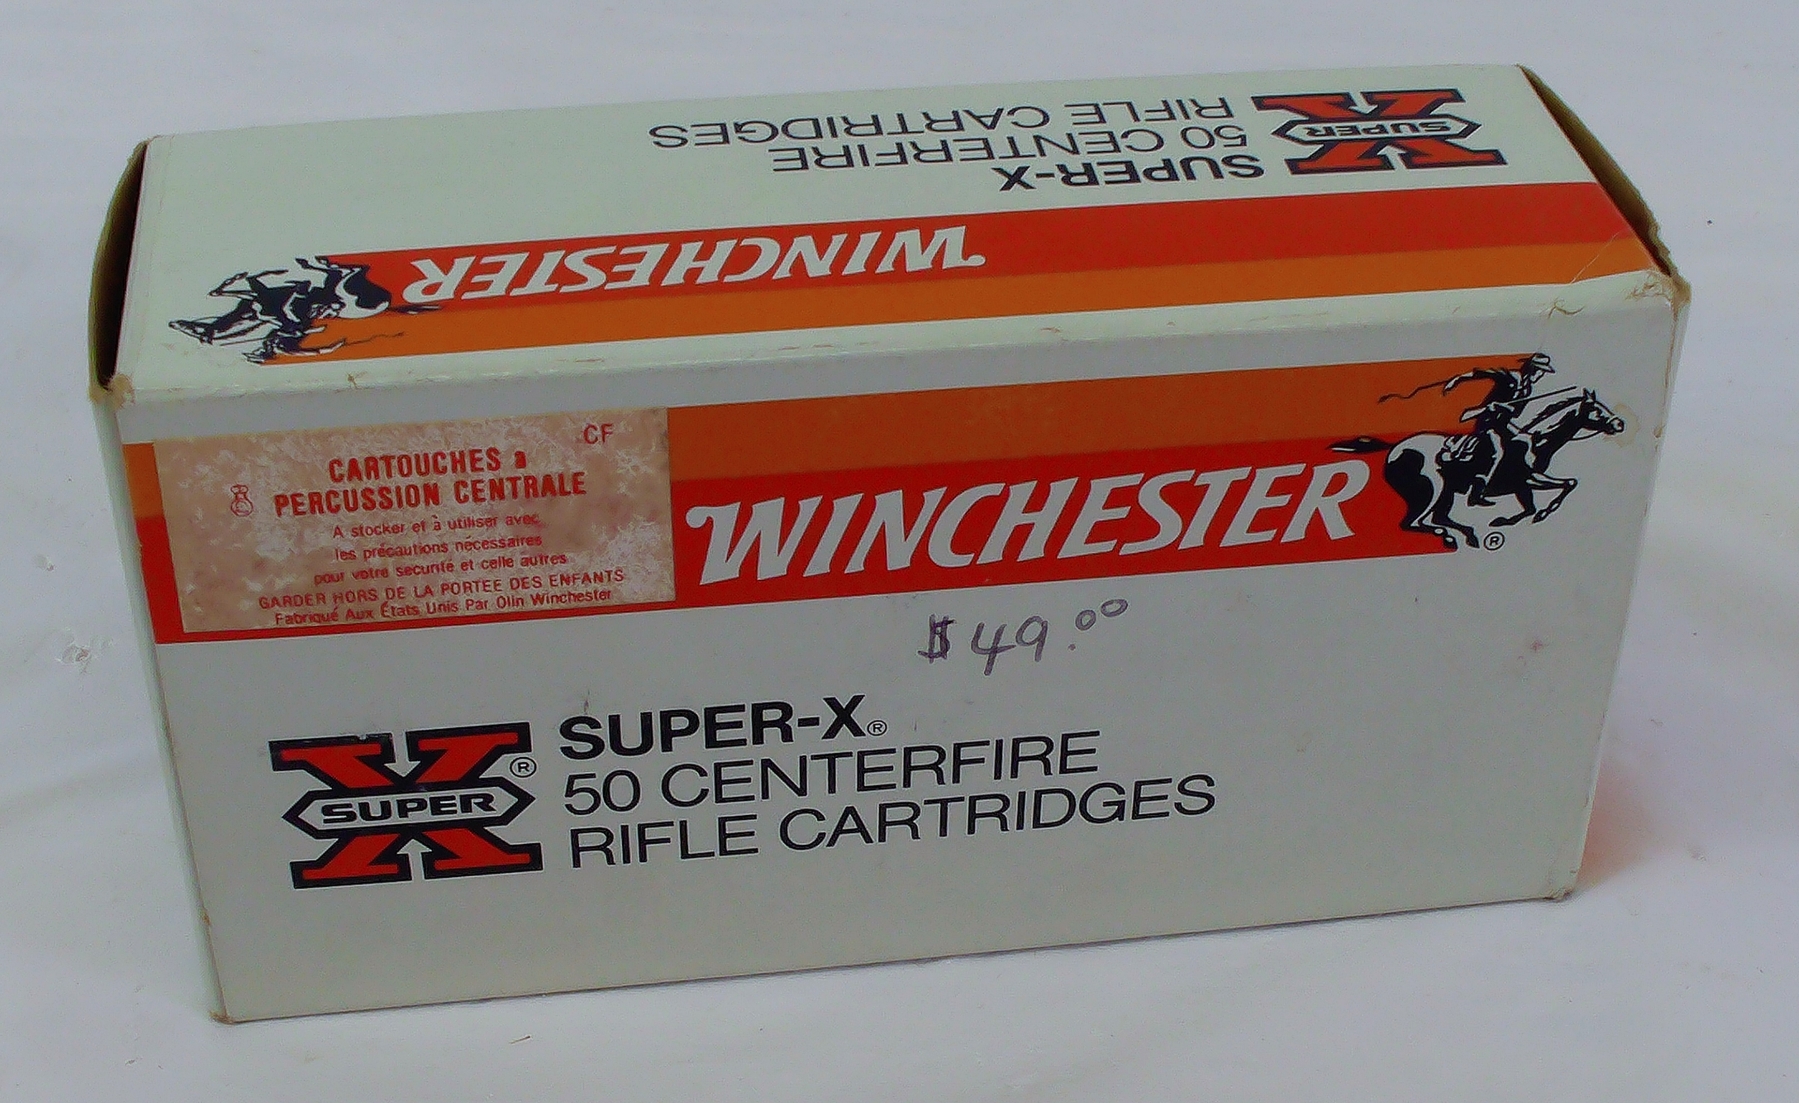 RIFLE CARTRIDGES
50 CENTERFIRE
SUPER-X
SUPER
WINCHESTER
CF
CARTOUCHES a
PERCUSSION CENTRALE
A stocker et à utiliser avec
les précautions nécessaires
pour votre securité et celle autres
GARDER HORS DE LA PORTEE DES ENFANTS
Fabriqué Aux États Unis Par Olin Winchester
WINCHESTER®
$49.00
X SUPER®
SUPER-X®
50 CENTERFIRE
RIFLE CARTRIDGES